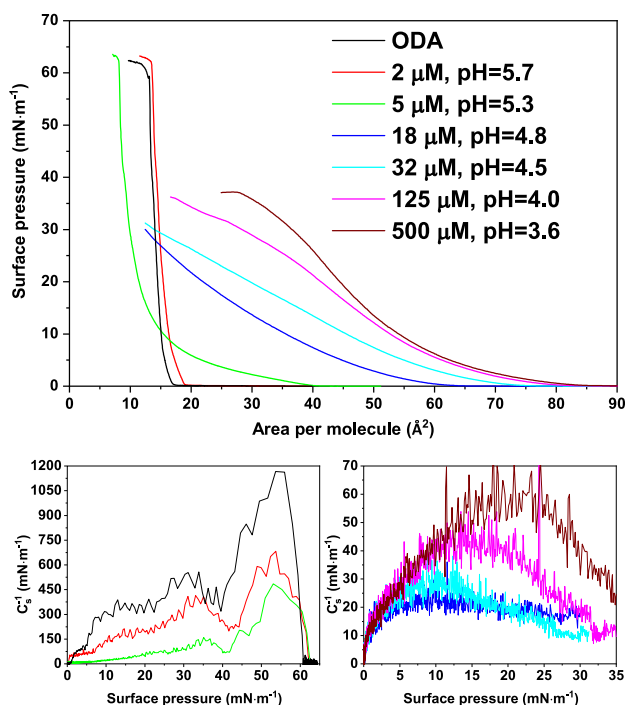 70
60
50
40
30
20
10
0
Surface pressure (mN·m⁻¹)
ODA
2 μM, pH=5.7
5 μM, pH=5.3
18 μM, pH=4.8
32 μM, pH=4.5
125 μM, pH=4.0
500 μM, pH=3.6
0 10 20 30 40 50 60 70 80 90
Area per molecule (Å²)
1200
1050
900
750
600
450
300
150
0
Cₛ⁻¹ (mN·m⁻¹)
0 10 20 30 40 50 60
Surface pressure (mN·m⁻¹)
70
60
50
40
30
20
10
0
Cₛ⁻¹ (mN·m⁻¹)
0 5 10 15 20 25 30 35
Surface pressure (mN·m⁻¹)